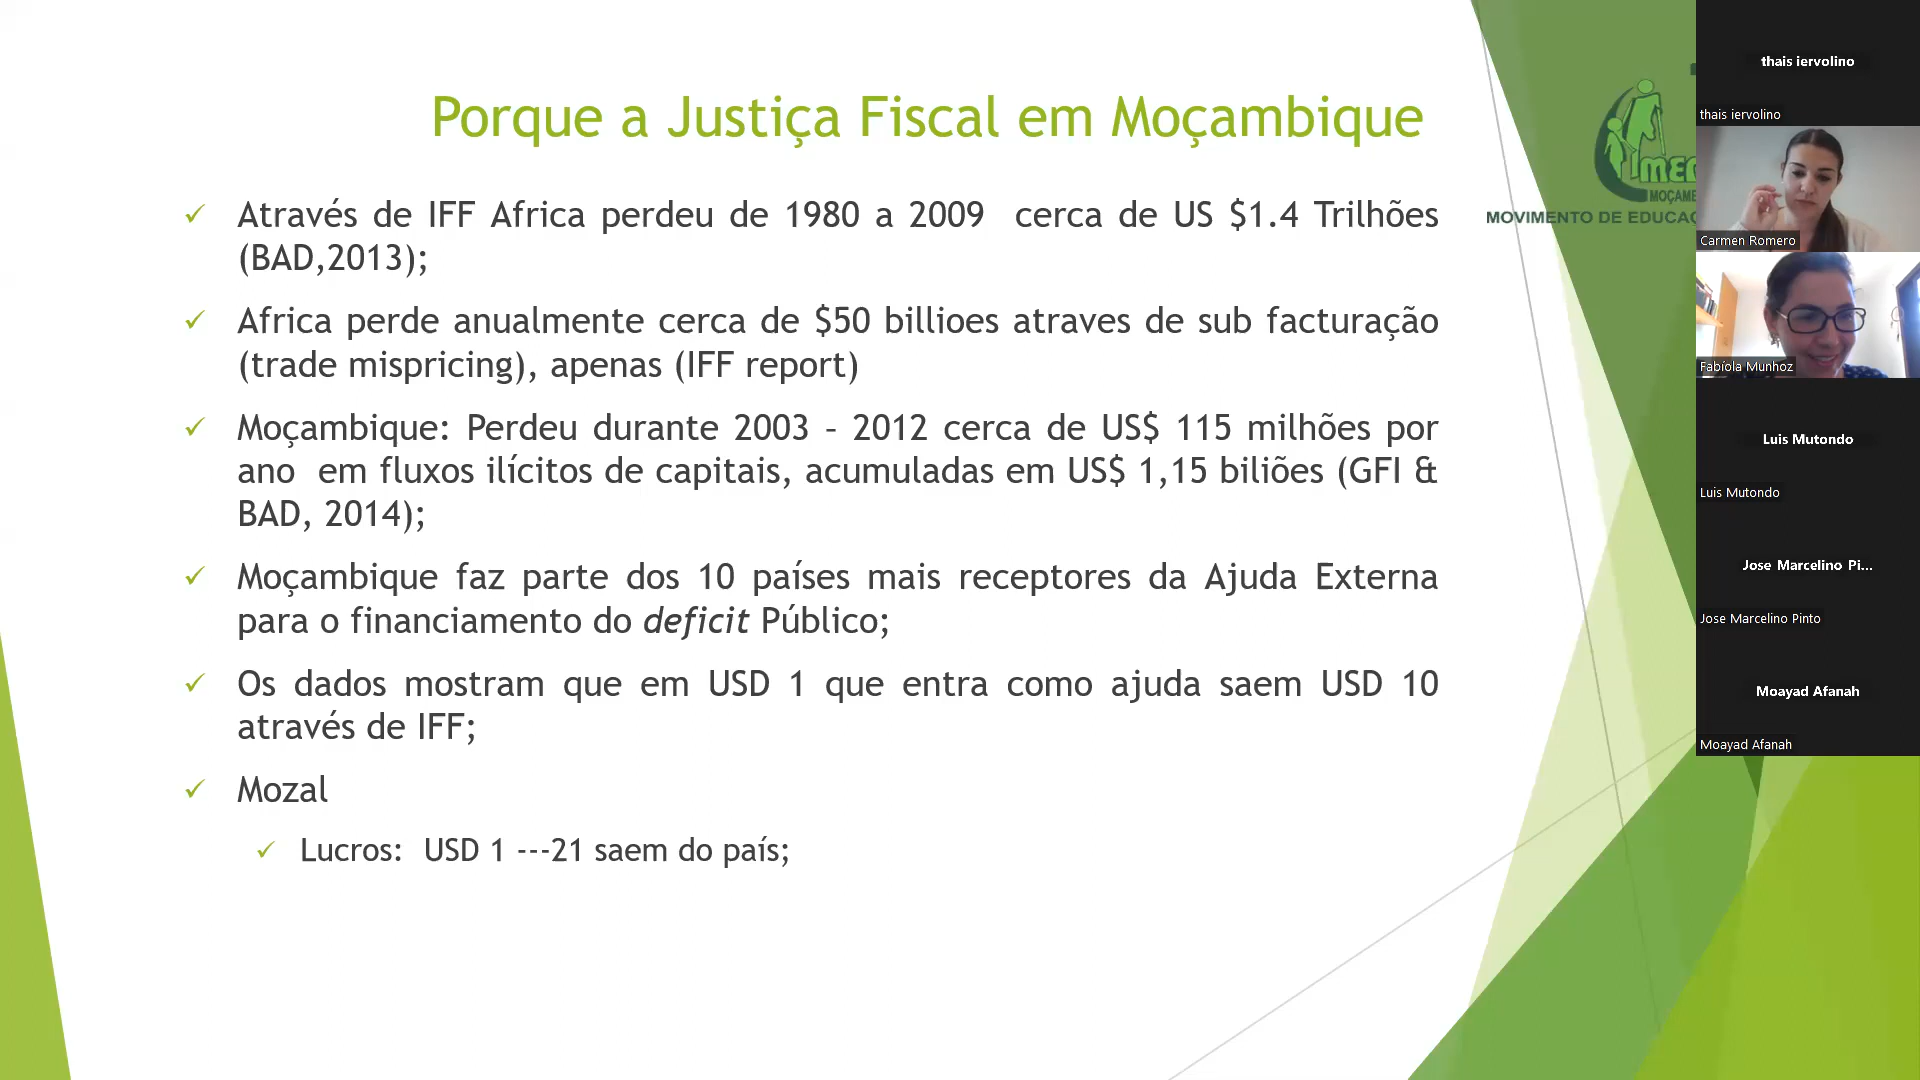 Porque a Justiça Fiscal em Moçambique
Através de IFF Africa perdeu de 1980 a 2009 cerca de US $1.4 Trilhões
(BAD,2013);
Africa perde anualmente cerca de $50 billioes atraves de sub facturação
(trade mispricing), apenas (IFF report)
Moçambique: Perdeu durante 2003 – 2012 cerca de US$ 115 milhões por
ano em fluxos ilícitos de capitais, acumuladas em US$ 1,15 biliões (GFI &
BAD, 2014);
Moçambique faz parte dos 10 países mais receptores da Ajuda Externa
para o financiamento do deficit Público;
Os dados mostram que em USD 1 que entra como ajuda saem USD 10
através de IFF;
Mozal
Lucros: USD 1 ---21 saem do país;
MOVIMENTO DE
thais iervolino
thais iervolino
Carmen Romero
Fabíola Munhoz
Luis Mutondo
Luis Mutondo
Jose Marcelino Pi...
Jose Marcelino Pinto
Moayad Afanah
Moayad Afanah